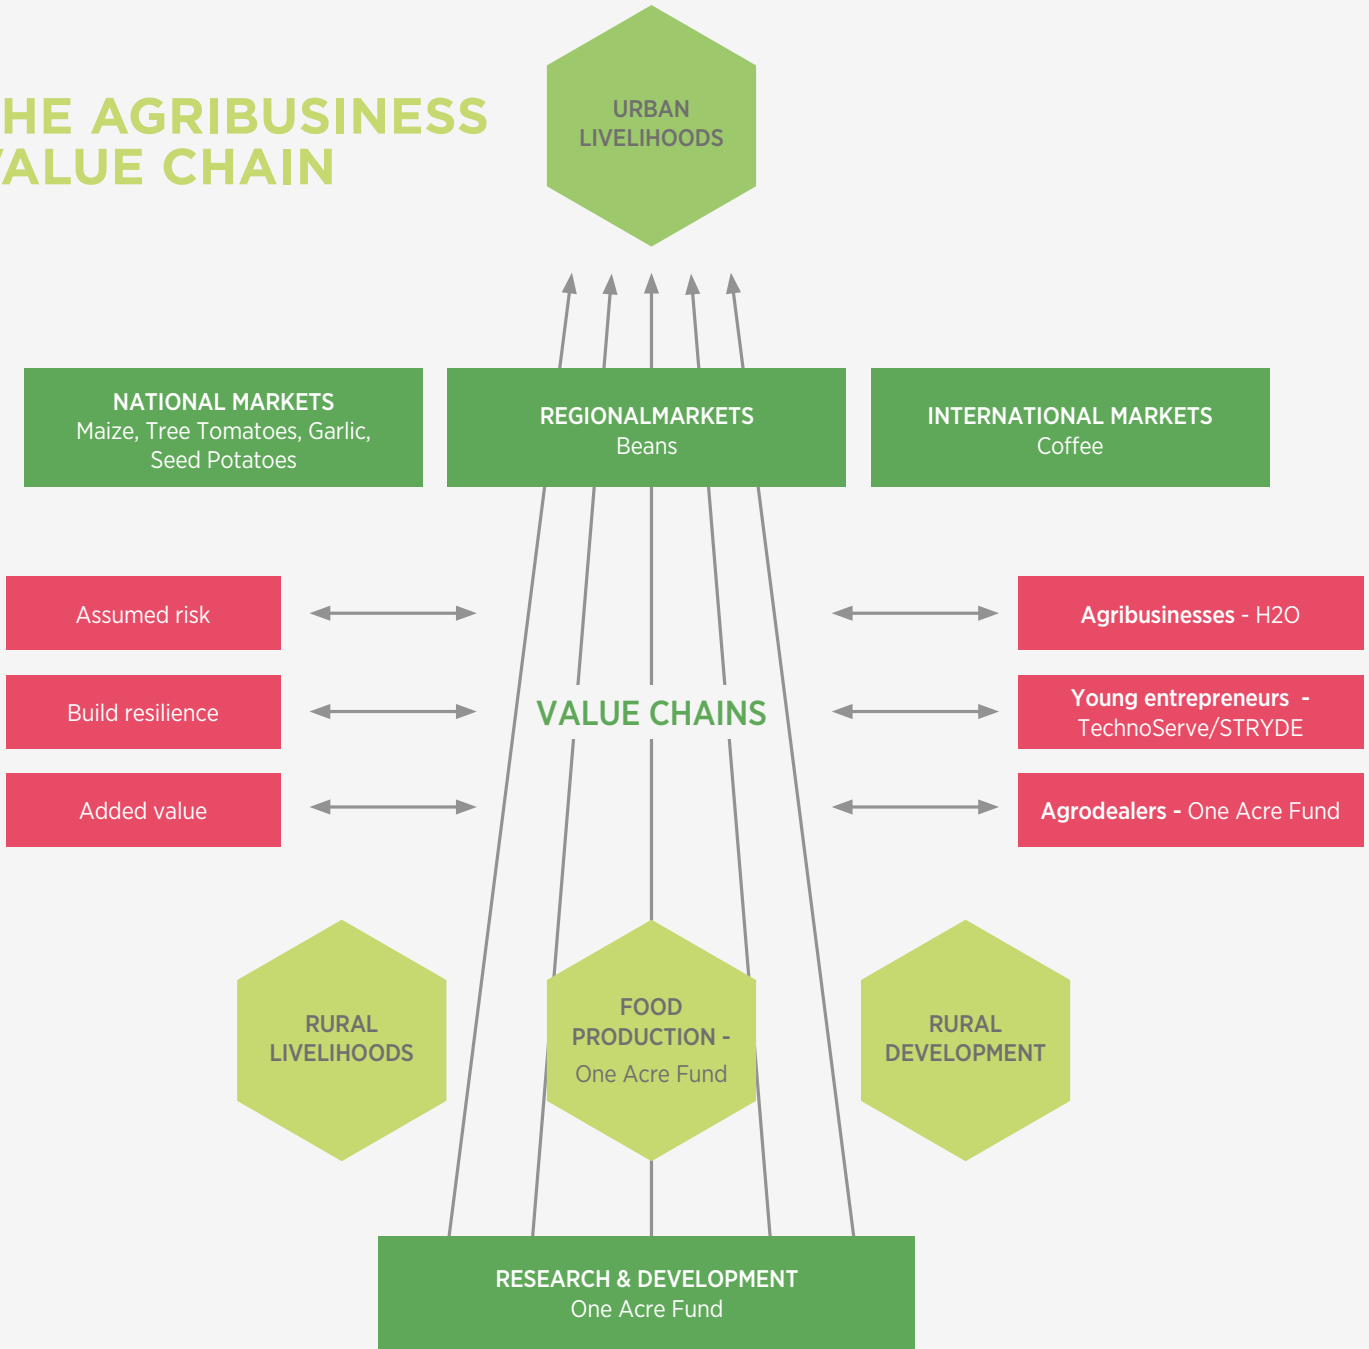 HE AGRIBUSINESS
VALUE CHAIN
URBAN
LIVELIHOODS
NATIONAL MARKETS
Maize, Tree Tomatoes, Garlic,
Seed Potatoes
REGIONALMARKETS
Beans
INTERNATIONAL MARKETS
Coffee
Assumed risk
Agribusinesses - H2O
Build resilience
VALUE CHAINS
Young entrepreneurs -
TechnoServe/STRYDE
Added value
Agrodealers - One Acre Fund
RURAL
LIVELIHOODS
FOOD
PRODUCTION -
One Acre Fund
RURAL
DEVELOPMENT
RESEARCH & DEVELOPMENT
One Acre Fund